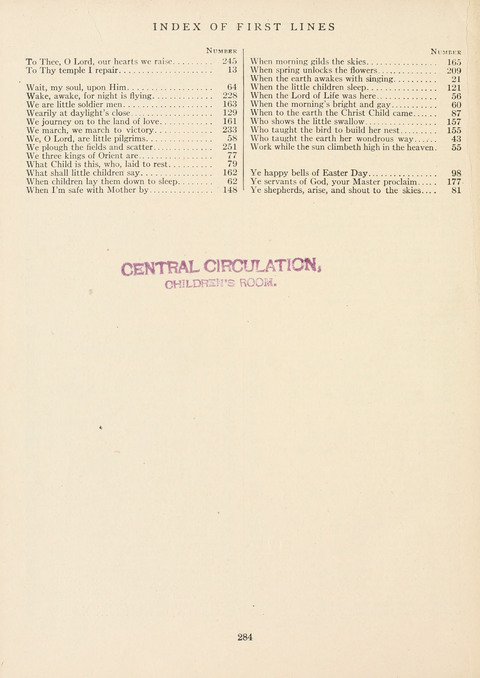 INDEX OF FIRST LINES
NUMBER
To Thee, O Lord, our hearts we raise......... 245
To Thy temple I repair...................... 13
Wait, my soul, upon Him.................... 64
Wake, awake, for night is flying.............. 228
We are little soldier men.................... 163
Wearily at daylight's close................... 129
We journey on to the land of love............ 161
We march, we march to victory............. 233
We, O Lord, are little pilgrims............... 58
We plough the fields and scatter.............. 251
We three kings of Orient are................. 77
What Child is this, who, laid to rest.......... 79
What shall little children say................. 162
When children lay them down to sleep........ 62
When I'm safe with Mother by.............. 148
NUMBER
When morning gilds the skies................ 165
When spring unlocks the flowers.............. 209
When the earth awakes with singing.......... 21
When the little children sleep................ 121
When the Lord of Life was here.............. 56
When the morning's bright and gay........... 60
When to the earth the Christ Child came...... 87
Who taught the bird to build her nest......... 155
Who shows the little swallow................. 157
Who taught the earth her wondrous way...... 43
Work while the sun climbeth high in the heaven. 55
Ye happy bells of Easter Day................ 98
Ye servants of God, your Master proclaim..... 177
Ye shepherds, arise, and shout to the skies.... 81
CENTRAL CIRCULATION,
CHILDREN'S ROOM.
284